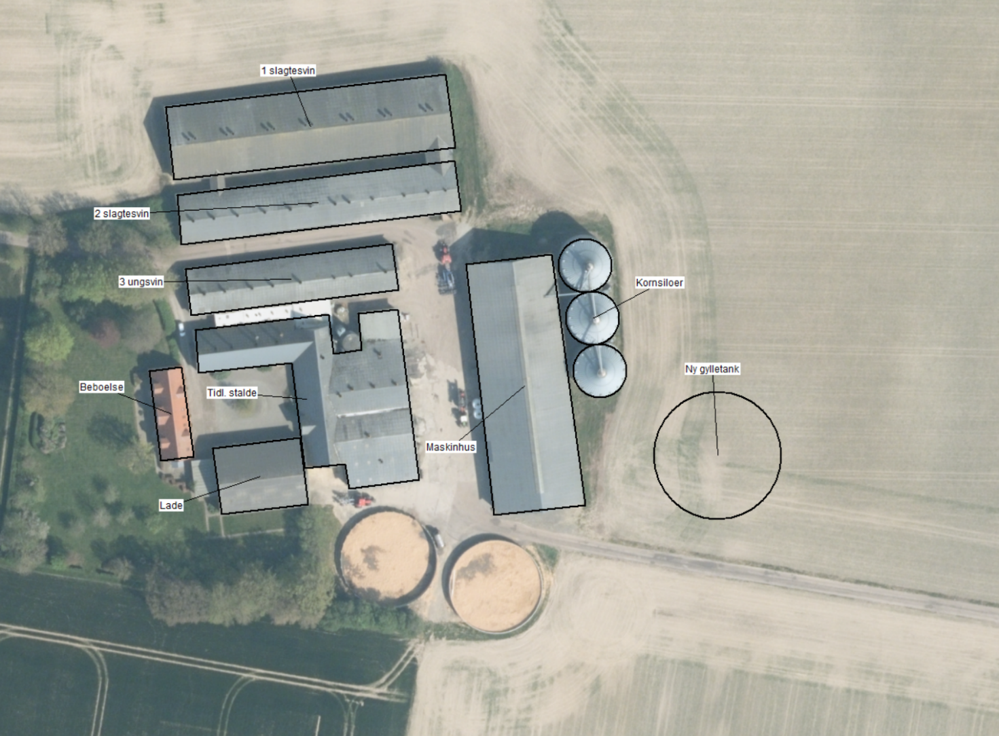 1 slagtesvin
2 slagtesvin
3 ungsvin
Kornsiloer
Ny gylletank
Beboelse
Tidl. stalde
Maskinhus
Lade